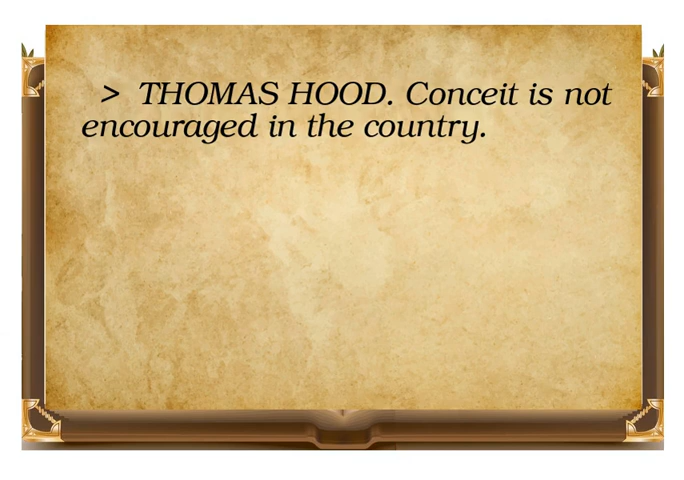 > THOMAS HOOD. Conceit is not
encouraged in the country.